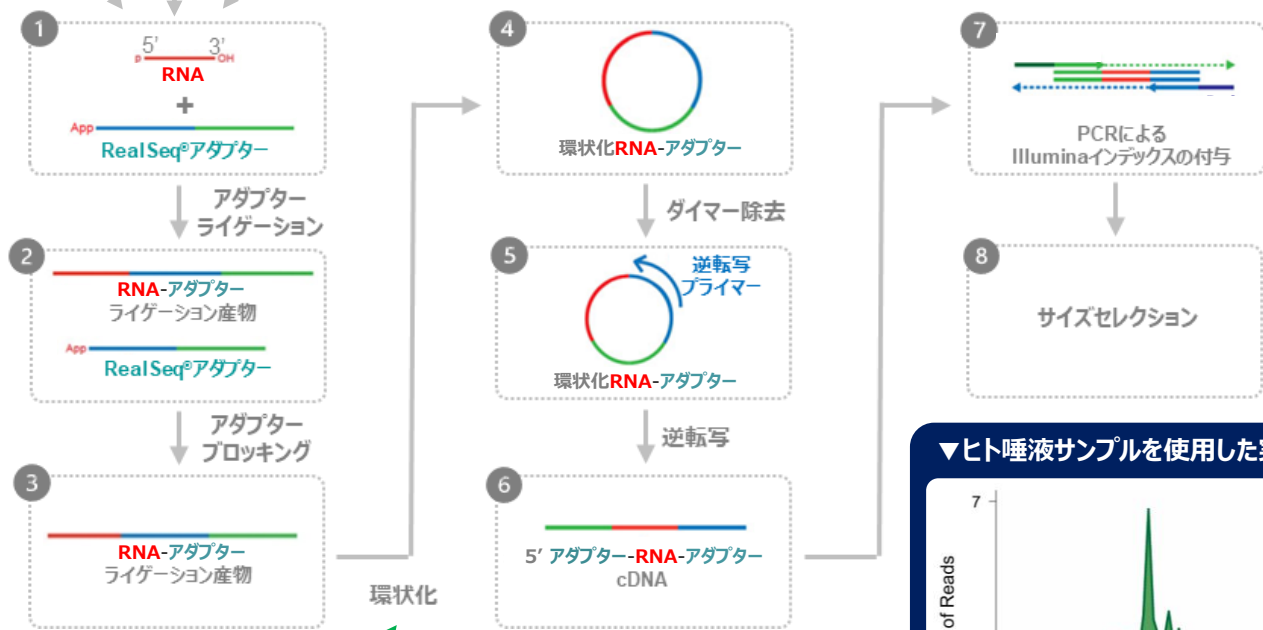 1
5’ 3’
p OH
RNA
+
App
RealSeq®アダプター
アダプター
ライゲーション
2
RNA-アダプター
ライゲーション産物
App
RealSeq®アダプター
アダプター
ブロッキング
3
RNA-アダプター
ライゲーション産物
環状化
4
環状化RNA-アダプター
ダイマー除去
5
逆転写
プライマー
環状化RNA-アダプター
逆転写
6
5’ アダプター-RNA-アダプター
cDNA
7
PCRによる
Illuminaインデックスの付与
8
サイズセレクション
▼ヒト唾液サンプルを使用した
7
of Reads